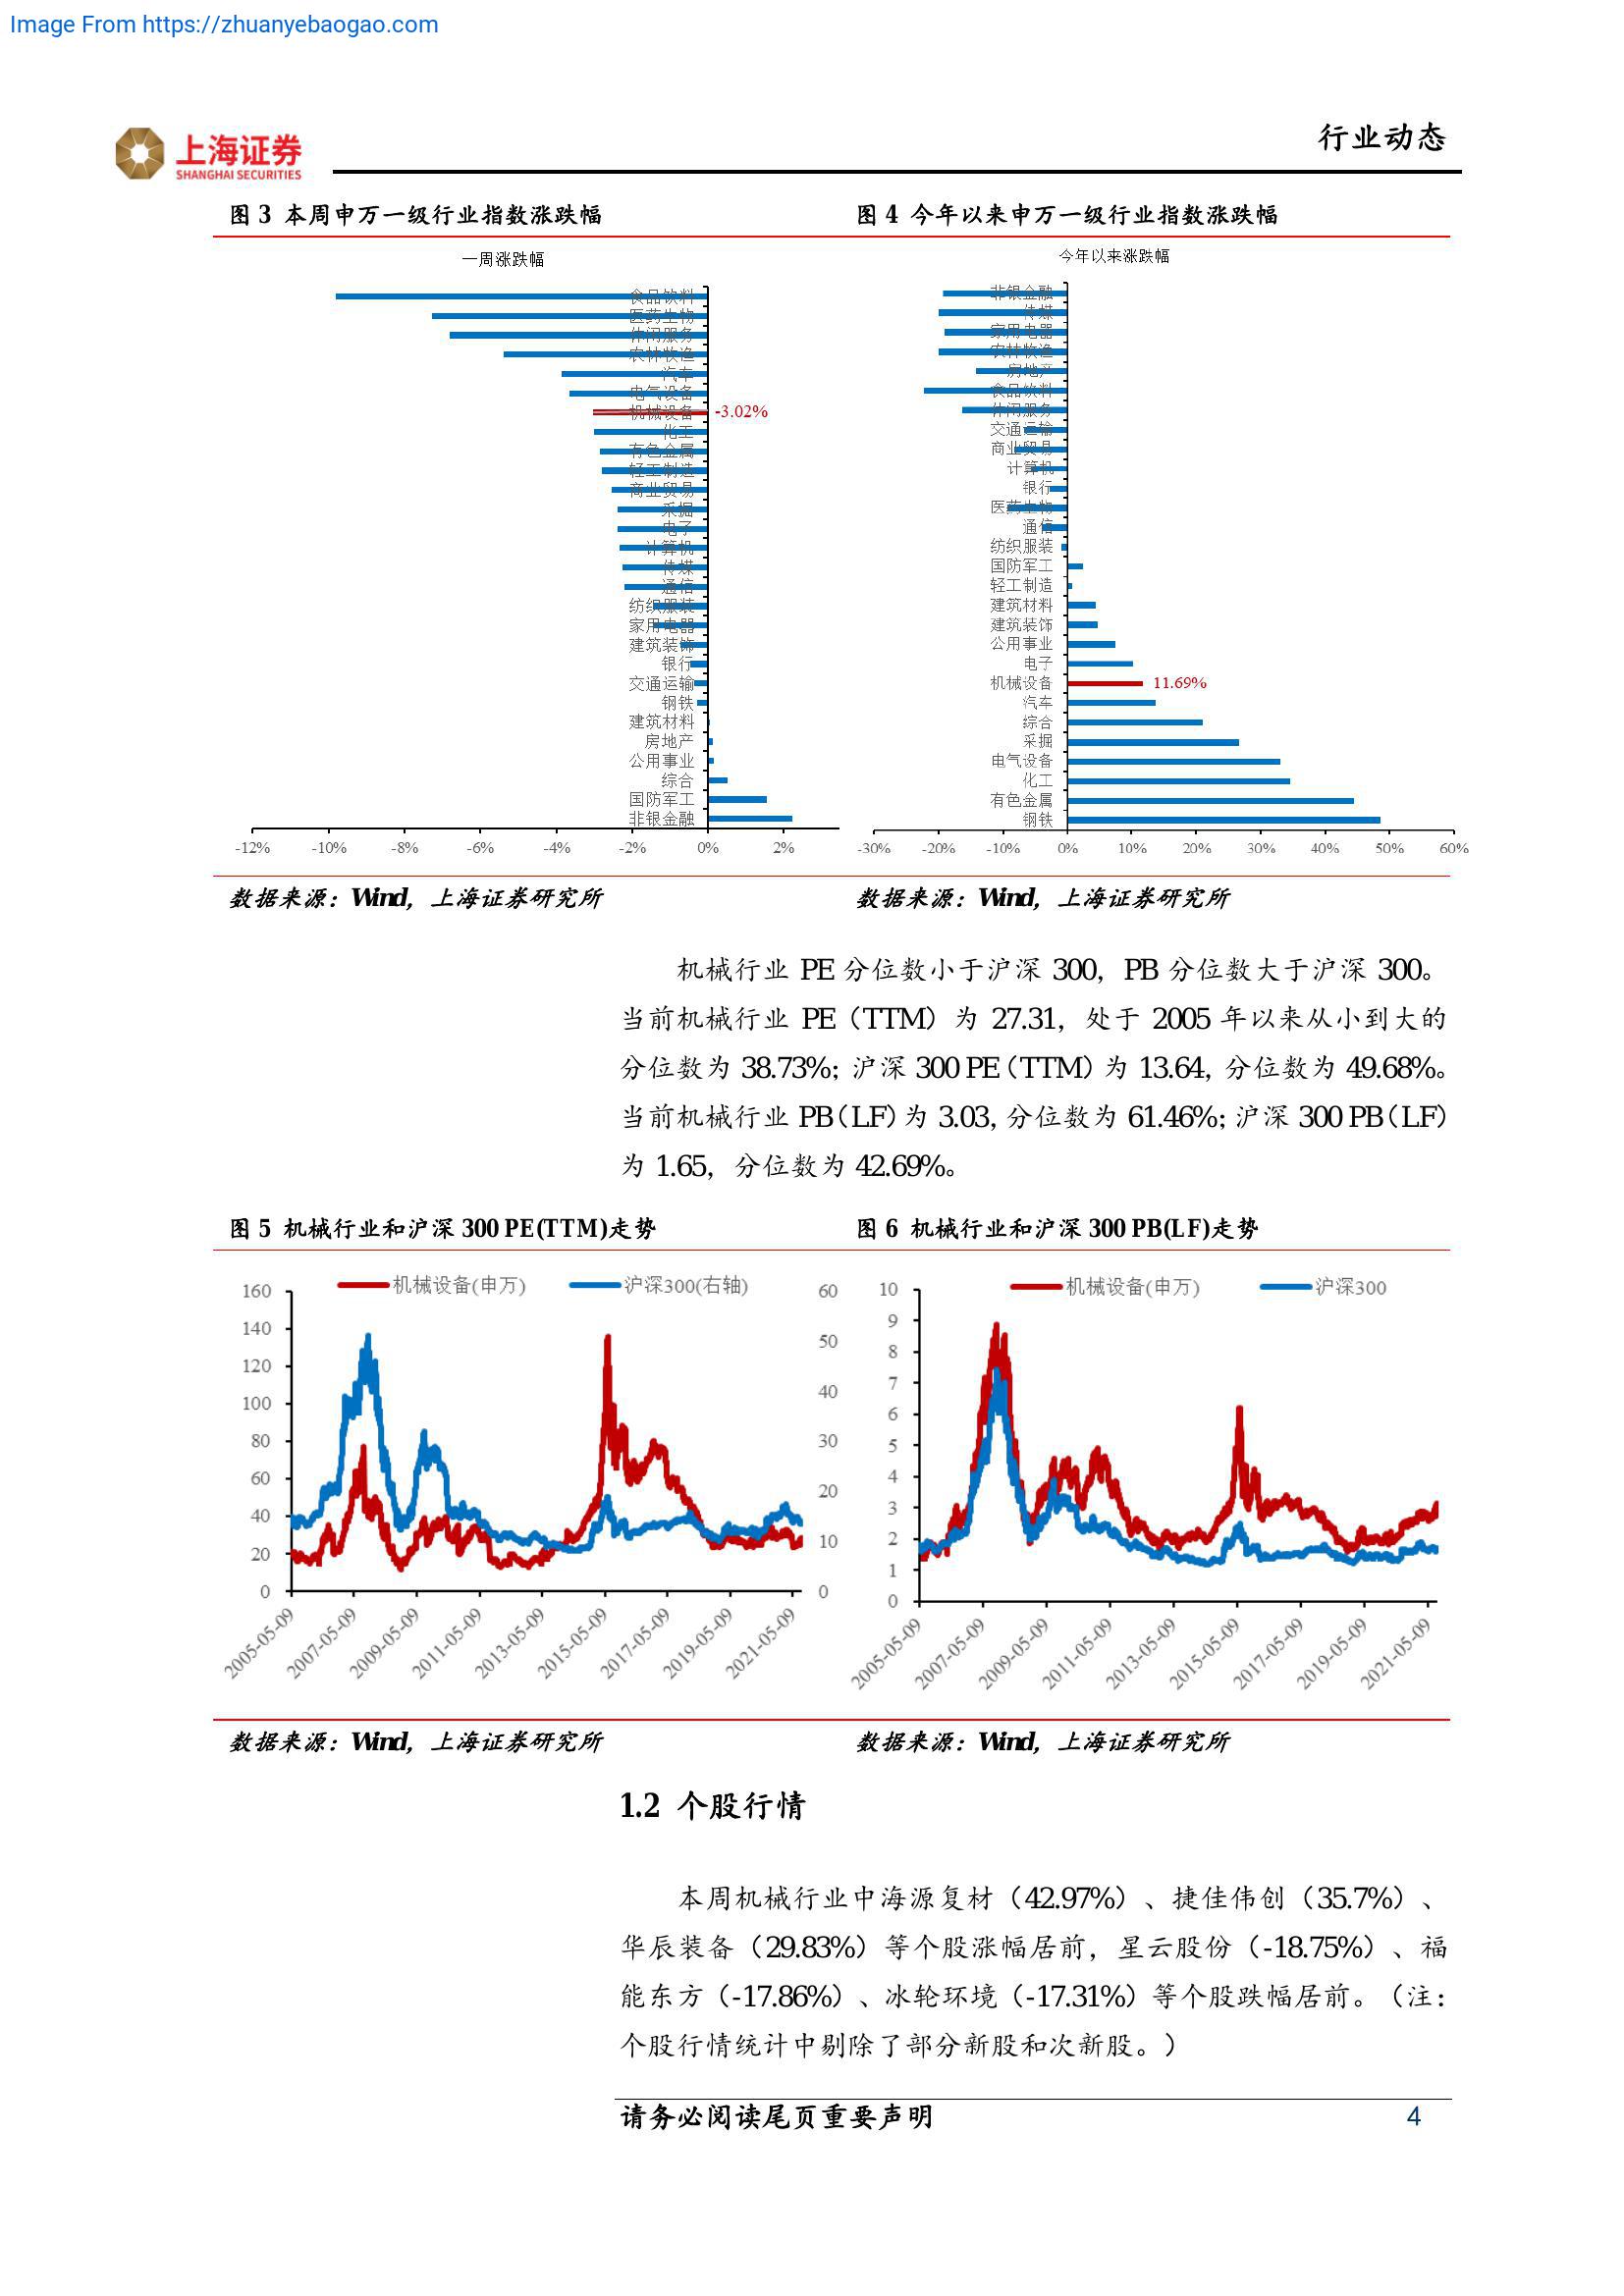 Image From https://zhuanyebaogao.com
上海证券
SHANGHAI SECURITIES
行业动态
图 3 本周申万一级行业指数涨跌幅
图 4 今年以来申万一级行业指数涨跌幅
一周涨跌幅
食品饮料
医药生物
休闲服务
农林牧渔
汽车
电气设备
机械设备 -3.02%
化工
有色金属
轻工制造
商业贸易
采掘
电子
计算机
传媒
通信
纺织服装
家用电器
建筑装饰
银行
交通运输
钢铁
建筑材料
房地产
公用事业
综合
国防军工
非银金融
-12% -10% -8% -6% -4% -2% 0% 2%
今年以来涨跌幅
非银金融
传媒
家用电器
农林牧渔
房地产
食品饮料
休闲服务
交通运输
商业贸易
计算机
银行
医药生物
通信
纺织服装
国防军工
轻工制造
建筑材料
建筑装饰
公用事业
电子
机械设备 11.69%
汽车
综合
采掘
电气设备
化工
有色金属
钢铁
-30% -20% -10% 0% 10% 20% 30% 40% 50% 60%
数据来源：Wind，上海证券研究所
数据来源：Wind，上海证券研究所
机械行业 PE 分位数小于沪深 300，PB 分位数大于沪深 300。
当前机械行业 PE（TTM）为 27.31，处于 2005 年以来从小到大的
分位数为 38.73%；沪深 300 PE（TTM）为 13.64，分位数为 49.68%。
当前机械行业 PB（LF）为 3.03，分位数为 61.46%；沪深 300 PB（LF）
为 1.65，分位数为 42.69%。
图 5 机械行业和沪深 300 PE(TTM)走势
图 6 机械行业和沪深 300 PB(LF)走势
机械设备(申万) 沪深300(右轴)
160
140
120
100
80
60
40
20
0
60
50
40
30
20
10
0
2005-05-09 2007-05-09 2009-05-09 2011-05-09 2013-05-09 2015-05-09 2017-05-09 2019-05-09 2021-05-09
机械设备(申万) 沪深300
10
9
8
7
6
5
4
3
2
1
0
2005-05-09 2007-05-09 2009-05-09 2011-05-09 2013-05-09 2015-05-09 2017-05-09 2019-05-09 2021-05-09
数据来源：Wind，上海证券研究所
数据来源：Wind，上海证券研究所
1.2 个股行情
本周机械行业中海源复材（42.97%）、捷佳伟创（35.7%）、
华辰装备（29.83%）等个股涨幅居前，星云股份（-18.75%）、福
能东方（-17.86%）、冰轮环境（-17.31%）等个股跌幅居前。（注：
个股行情统计中剔除了部分新股和次新股。）
请务必阅读尾页重要声明
4